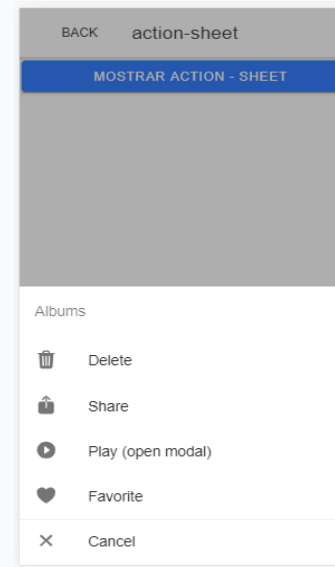 BACK action-sheet
MOSTRAR ACTION - SHEET
Albums
Delete
Share
Play (open modal)
Favorite
Cancel